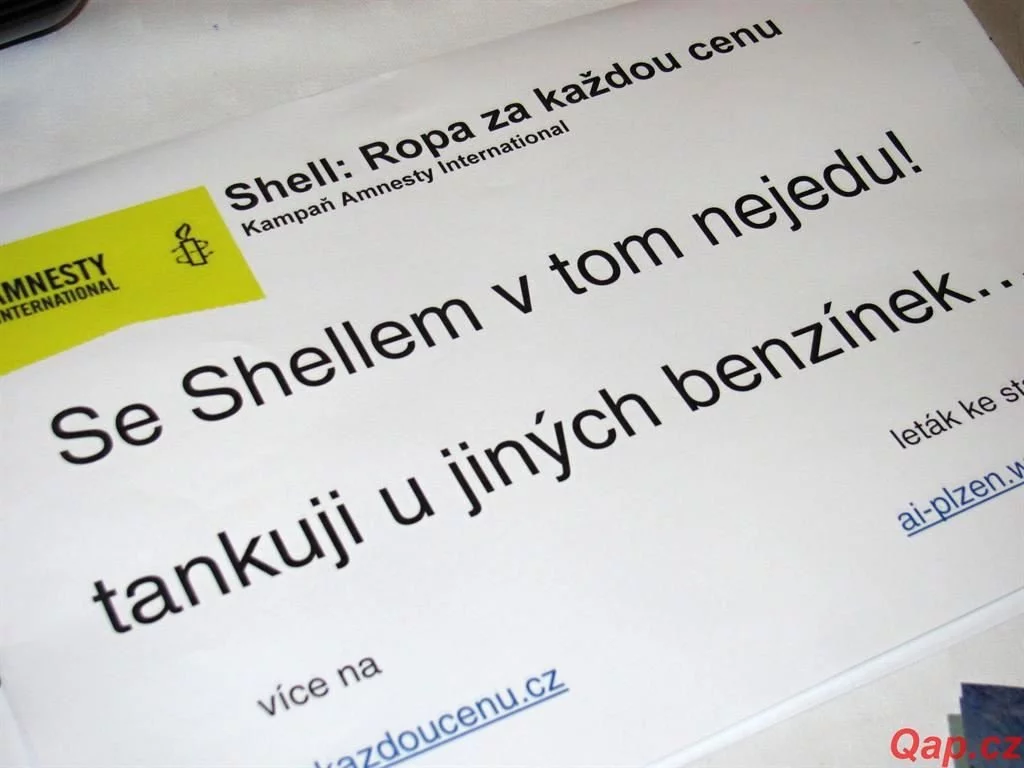 Shell: Ropa za každou cenu
Kampaň Amnesty International
AMNESTY
INTERNATIONAL
Se Shellem v tom nejedu!
tankuji u jiných benzínek...
leták ke
ai-plzen.w
více na
kazdoucenu.cz
Qap.cz